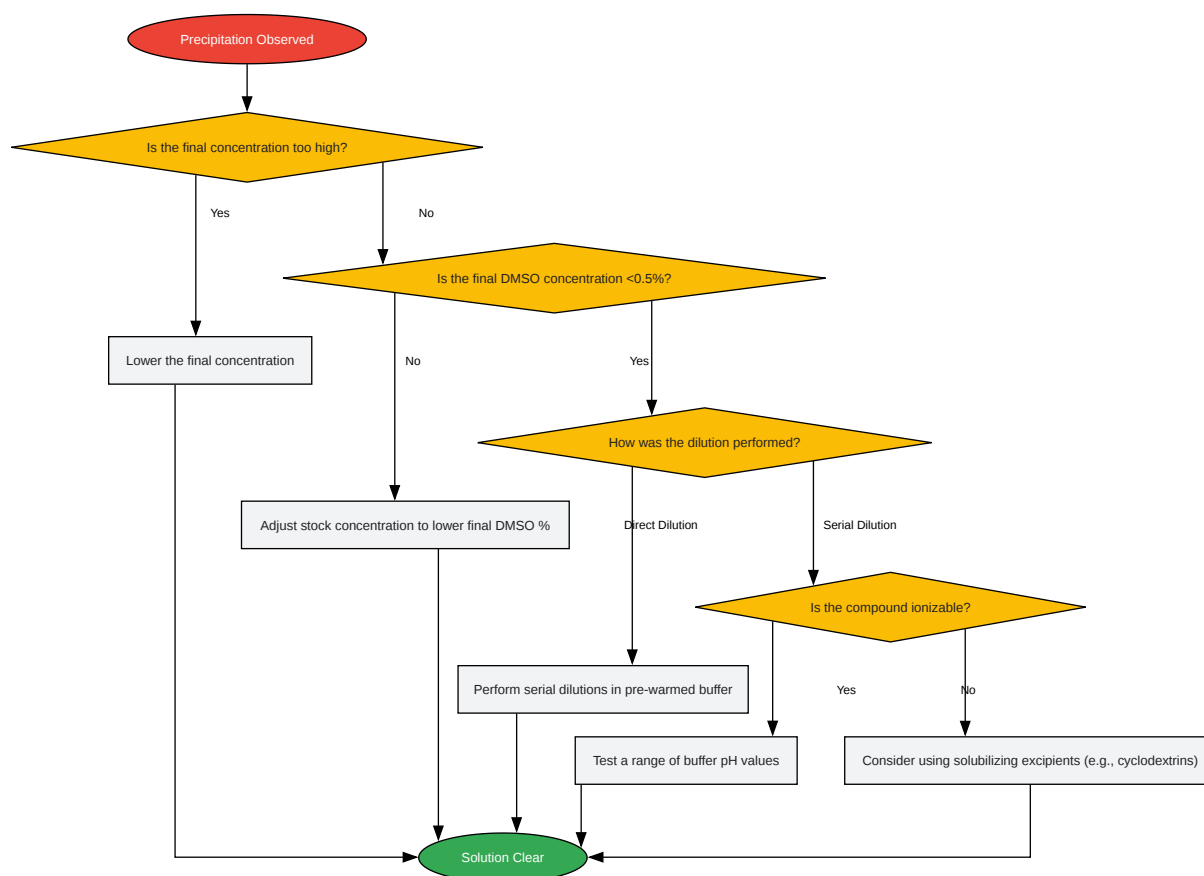 Precipitation Observed
Is the final concentration too high?
Yes
No
Is the final DMSO concentration <0.5%?
Lower the final concentration
No
Yes
How was the dilution performed?
Adjust stock concentration to lower final DMSO %
Direct Dilution
Serial Dilution
Is the compound ionizable?
Perform serial dilutions in pre-warmed buffer
Yes
No
Test a range of buffer pH values
Consider using solubilizing excipients (e.g., cyclodextrins)
Solution Clear